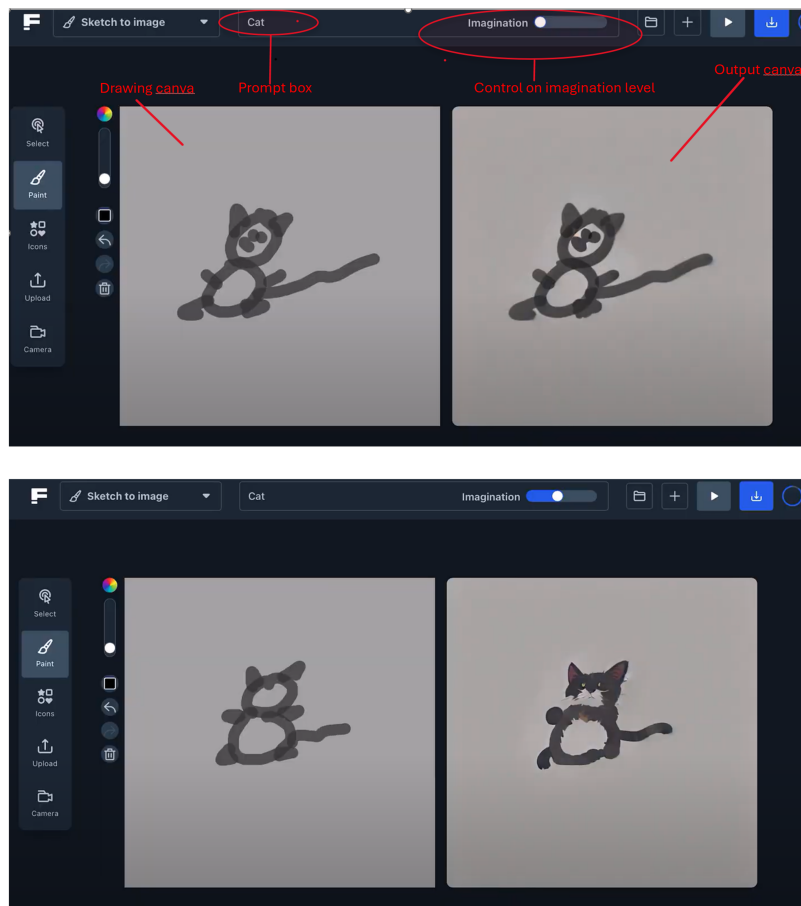 Sketch to image
Cat
Imagination
Output canva
Drawing canva
Prompt box
Control on imagination level
Select
Paint
Icons
Upload
Camera
Sketch to image
Cat
Imagination
Select
Paint
Icons
Upload
Camera